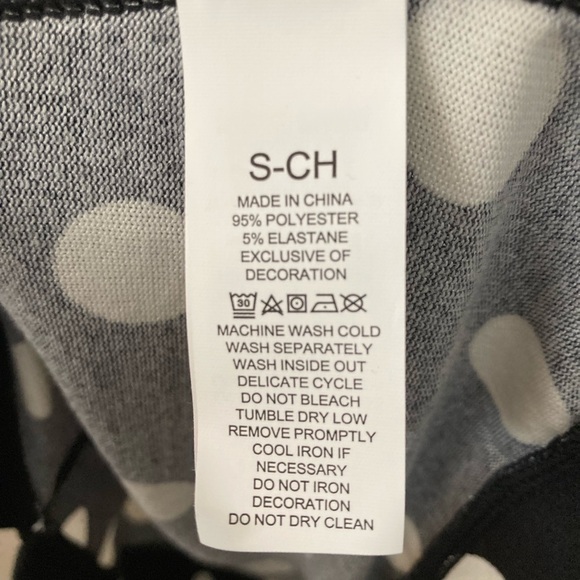 S-CH
MADE IN CHINA
95% POLYESTER
5% ELASTANE
EXCLUSIVE OF
DECORATION
30
MACHINE WASH COLD
WASH SEPARATELY
WASH INSIDE OUT
DELICATE CYCLE
DO NOT BLEACH
TUMBLE DRY LOW
REMOVE PROMPTLY
COOL IRON IF
NECESSARY
DO NOT IRON
DECORATION
DO NOT DRY CLEAN